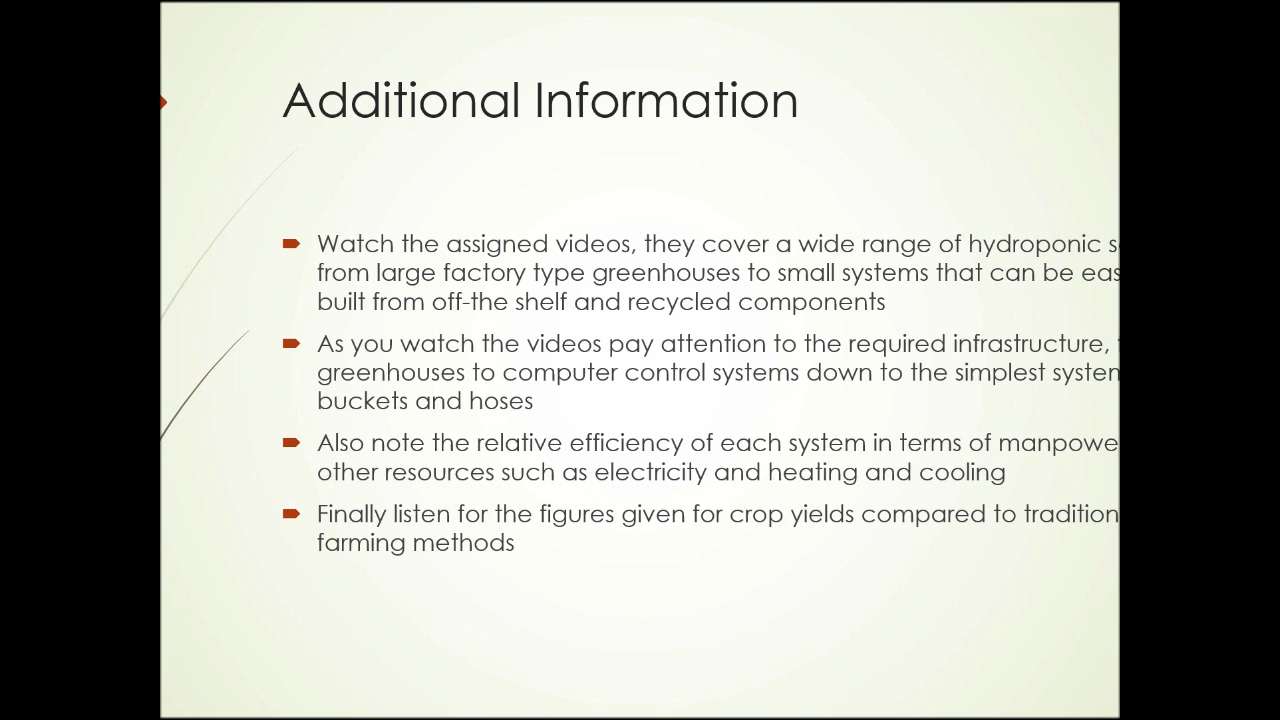 Additional Information
Watch the assigned videos, they cover a wide range of hydroponic
from large factory type greenhouses to small systems that can be
built from off-the shelf and recycled components
As you watch the videos pay attention to the required infrastructure,
greenhouses to computer control systems down to the simplest
buckets and hoses
Also note the relative efficiency of each system in terms of
other resources such as electricity and heating and cooling
Finally listen for the figures given for crop yields compared to
farming methods